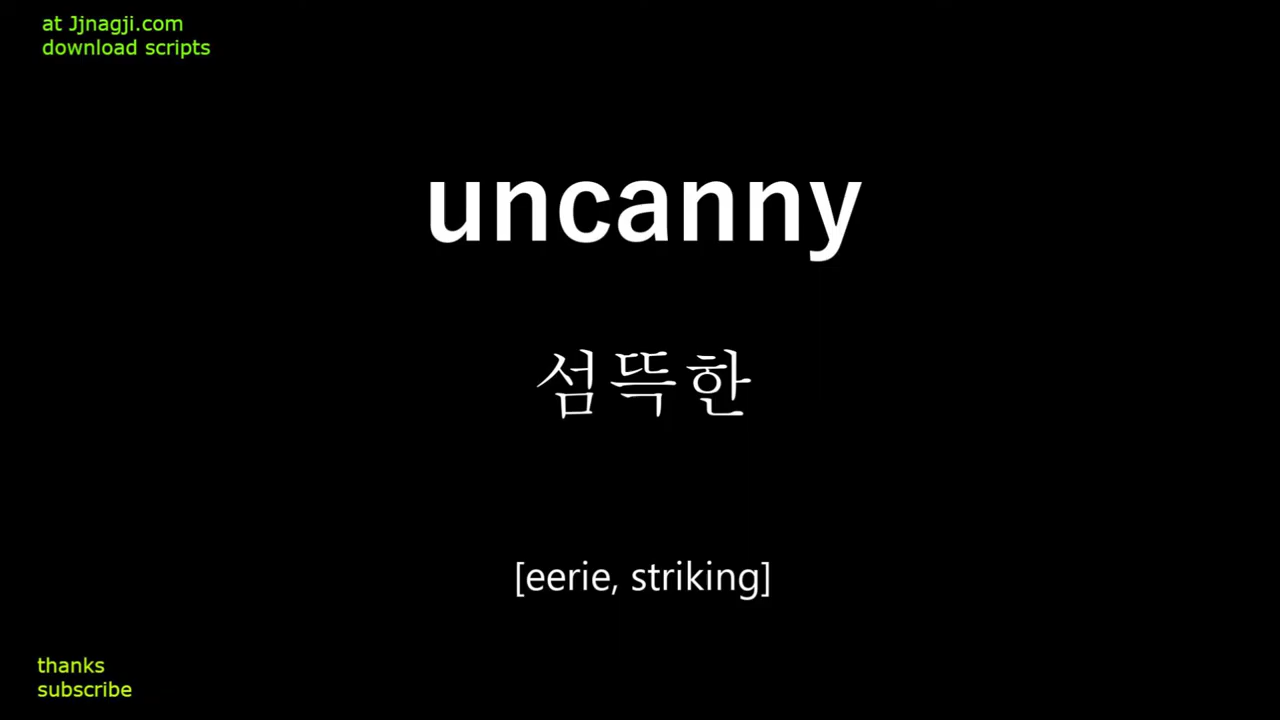 at Jjnagji.com
download scripts
uncanny
섬뜩한
[eerie, striking]
thanks
subscribe